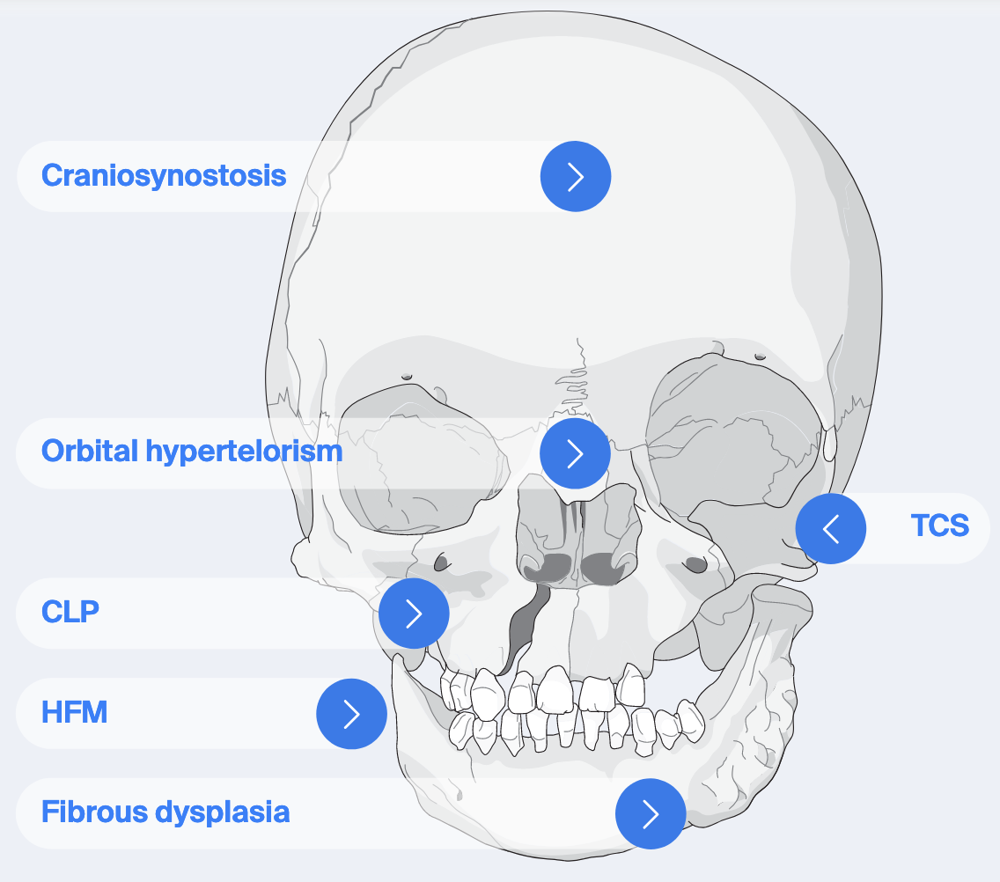 Craniosynostosis
Orbital hypertelorism
TCS
CLP
HFM
Fibrous dysplasia